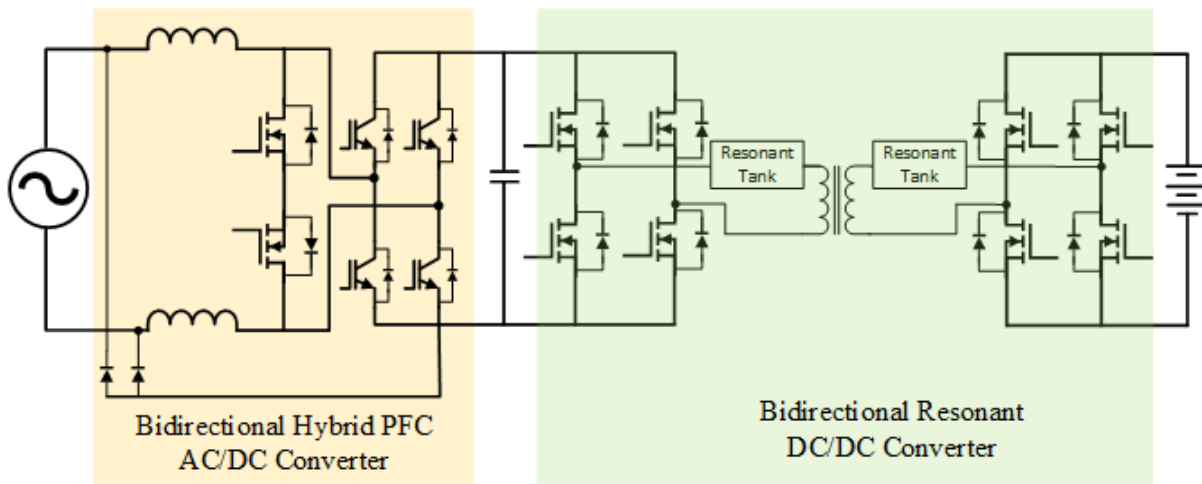 Resonant
Tank
Resonant
Tank
Bidirectional Hybrid PFC
AC/DC Converter
Bidirectional Resonant
DC/DC Converter